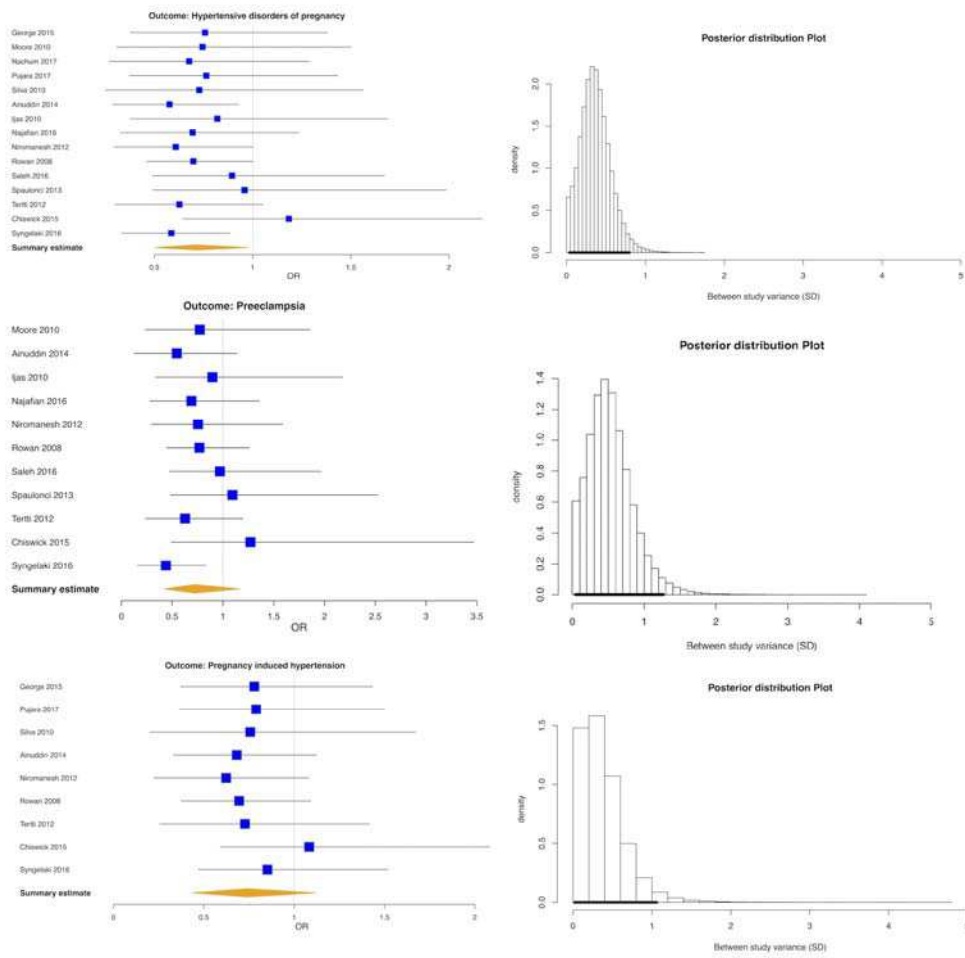 Outcome: Hypertensive disorders of pregnancy
George 2015
Moore 2010
Nachum 2017
Pujara 2017
Silva 2010
Ainuddin 2014
Ijas 2010
Najafian 2016
Niromanesh 2012
Rowan 2008
Saleh 2016
Spaulonci 2013
Tertti 2012
Chiswick 2015
Syngelaki 2016
Summary estimate
0.5 1 1.5 2
OR
Posterior distribution Plot
density
0.0 0.5 1.0 1.5 2.0
0 1 2 3 4 5
Between study variance (SD)
Outcome: Preeclampsia
Moore 2010
Ainuddin 2014
Ijas 2010
Najafian 2016
Niromanesh 2012
Rowan 2008
Saleh 2016
Spaulonci 2013
Tertti 2012
Chiswick 2015
Syngelaki 2016
Summary estimate
0 0.5 1 1.5 2 2.5 3 3.5
OR
Posterior distribution Plot
density
0.0 0.2 0.4 0.6 0.8 1.0 1.2 1.4
0 1 2 3 4 5
Between study variance (SD)
Outcome: Pregnancy induced hypertension
George 2015
Pujara 2017
Silva 2010
Ainuddin 2014
Niromanesh 2012
Rowan 2008
Tertti 2012
Chiswick 2015
Syngelaki 2016
Summary estimate
0 0.5 1 1.5 2
OR
Posterior distribution Plot
density
0.0 0.5 1.0 1.5
0 1 2 3 4
Between study variance (SD)